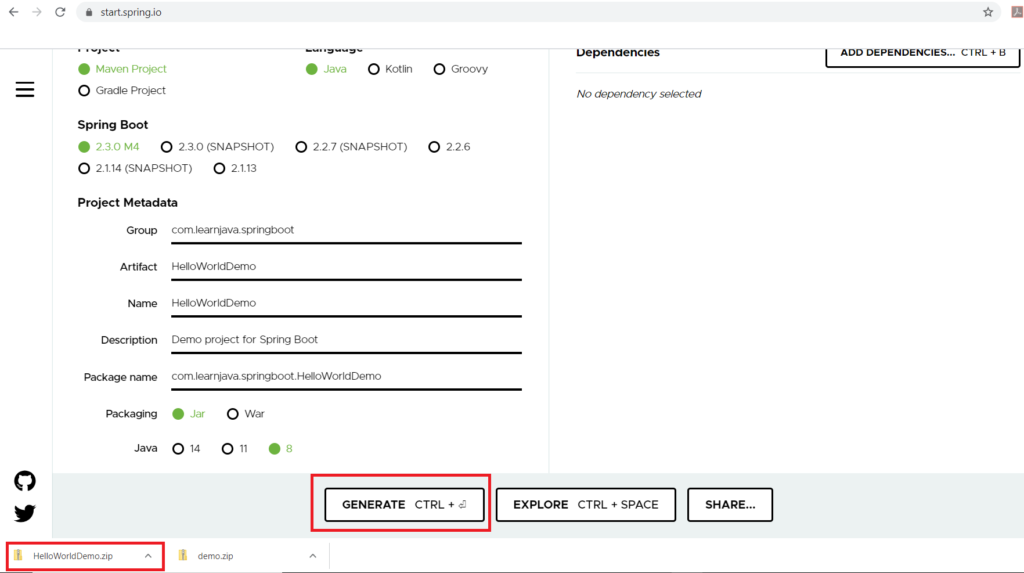 start.spring.io
Project Language
Maven Project Java Kotlin Groovy
Gradle Project
Spring Boot
2.3.0 M4 2.3.0 (SNAPSHOT) 2.2.7 (SNAPSHOT) 2.2.6
2.1.14 (SNAPSHOT) 2.1.13
Project Metadata
Group com.learnjava.springboot
Artifact HelloWorldDemo
Name HelloWorldDemo
Description Demo project for Spring Boot
Package name com.learnjava.springboot.HelloWorldDemo
Packaging Jar War
Java 14 11 8
Dependencies ADD DEPENDENCIES... CTRL + B
No dependency selected
GENERATE CTRL + ⏎ EXPLORE CTRL + SPACE SHARE...
HelloWorldDemo.zip demo.zip